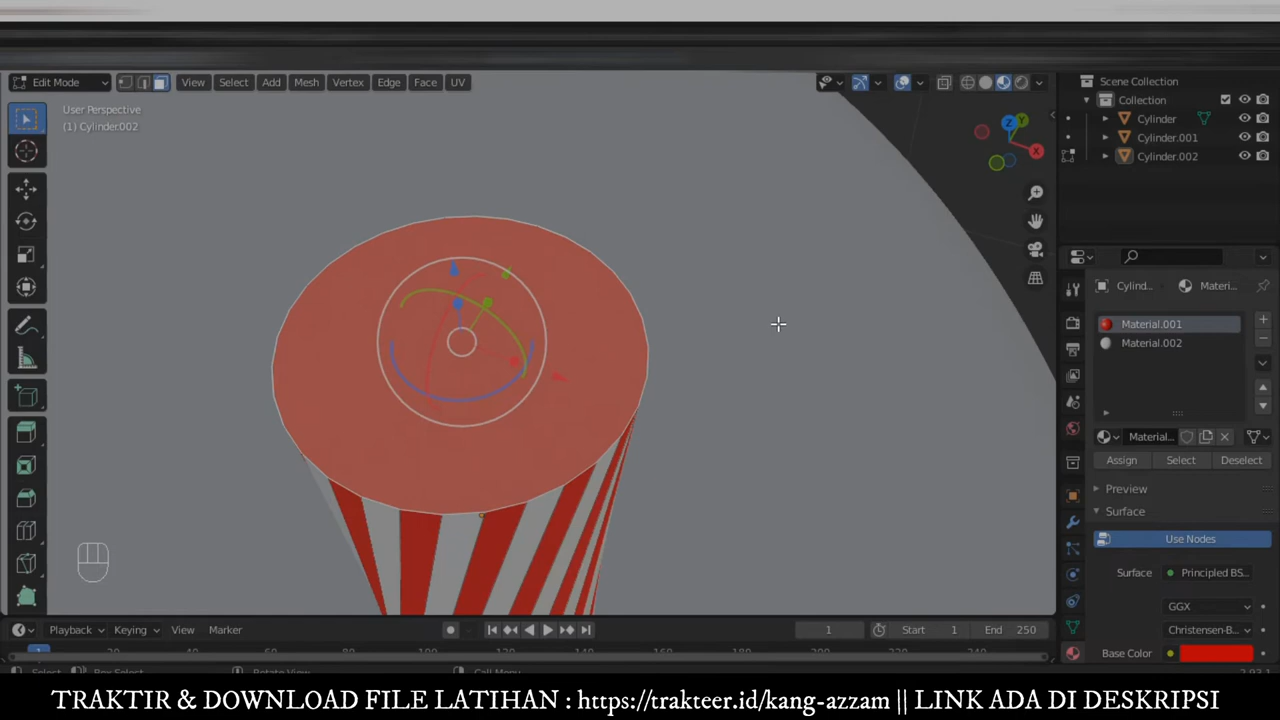 Edit Mode View Select Add Mesh Vertex Edge Face UV
User Perspective
(1) Cylinder.002
Z Y X
Scene Collection
Collection
Cylinder
Cylinder.001
Cylinder.002
Cylind... Materi...
Material.001
Material.002
Material...
Assign Select Deselect
Preview
Surface
Use Nodes
Surface Principled BS...
GGX
Christensen-B...
Base Color
Playback Keying View Marker 1 Start 1 End 250
TRAKTIR & DOWNLOAD FILE LATIHAN : https://trakteer.id/kang-azzam || LINK ADA DI DESKRIPSI